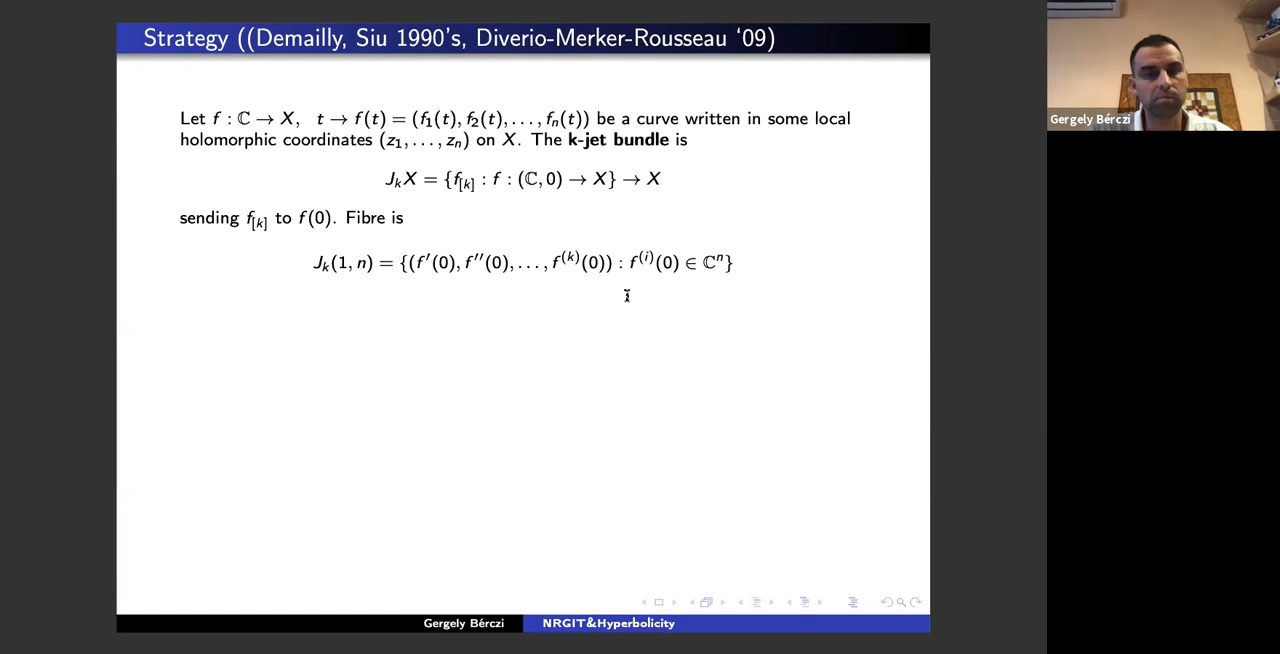 Strategy ((Demailly, Siu 1990's, Diverio-Merker-Rousseau '09)
Let f : ℂ → X, t → f(t) = (f₁(t), f₂(t), . . . , fₙ(t)) be a curve written in some local
holomorphic coordinates (z₁, . . . , zₙ) on X. The k-jet bundle is
JₖX = {f[k] : f : (ℂ, 0) → X} → X
sending f[k] to f(0). Fibre is
Jₖ(1, n) = {(f′(0), f′′(0), . . . , f⁽ᵏ⁾(0)) : f⁽ⁱ⁾(0) ∈ ℂⁿ}
Gergely Bérczi
NRGIT&Hyperbolicity
Gergely Bérczi